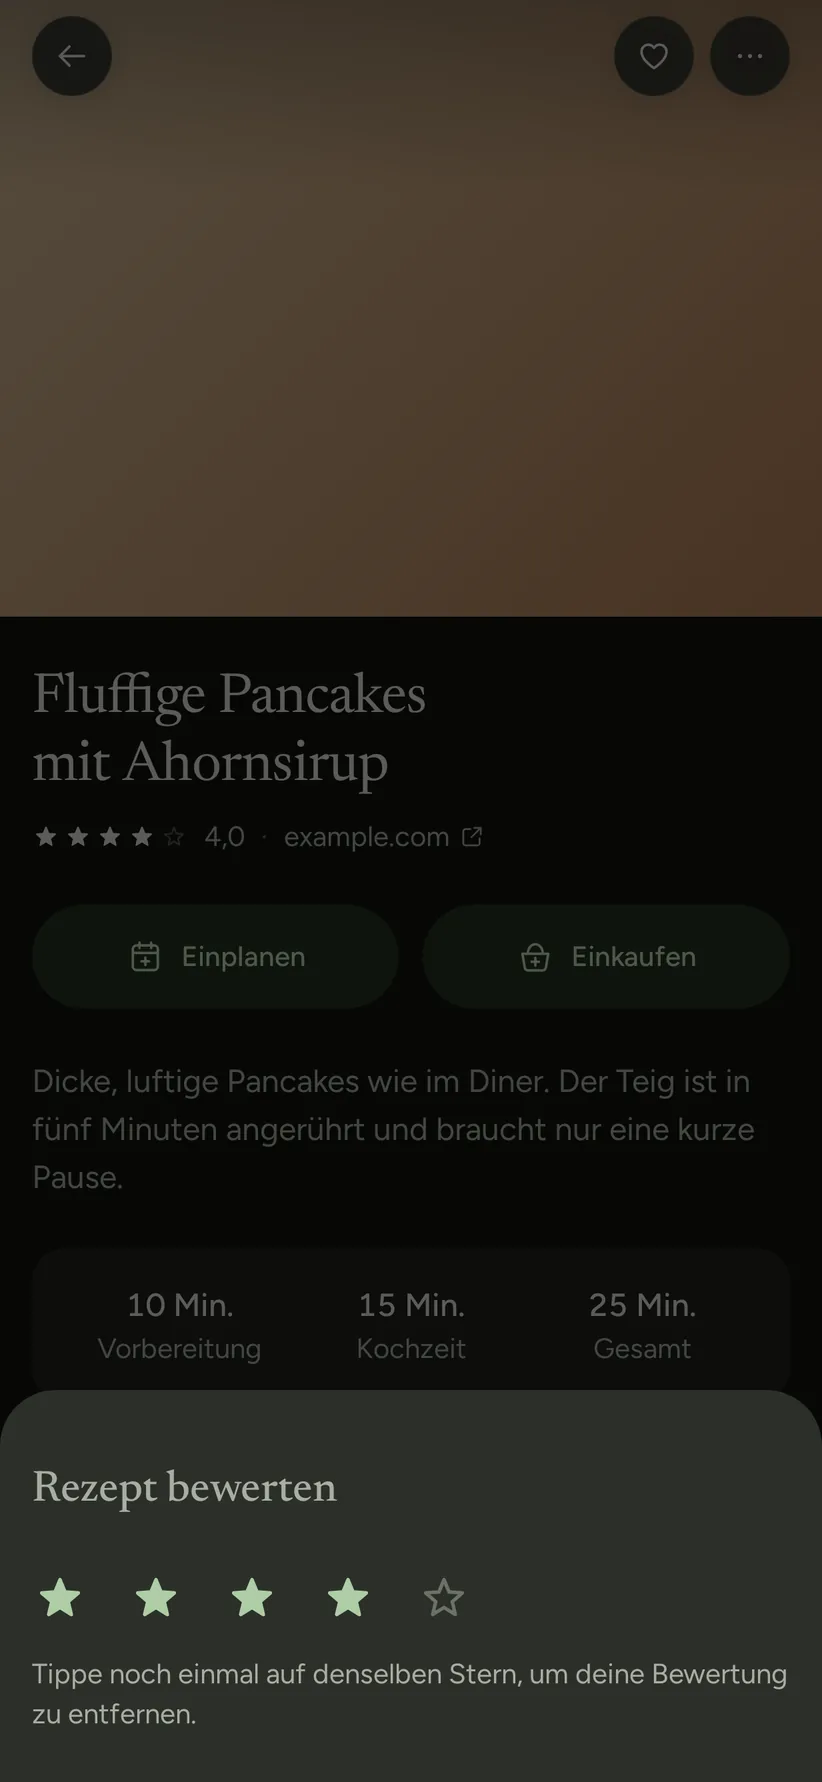 Fluffige Pancakes
mit Ahornsirup
4,0 · example.com
Einplanen
Einkaufen
Dicke, luftige Pancakes wie im Diner. Der Teig ist in
fünf Minuten angerührt und braucht nur eine kurze
Pause.
10 Min. 15 Min. 25 Min.
Vorbereitung Kochzeit Gesamt
Rezept bewerten
Tippe noch einmal auf denselben Stern, um deine Bewertung
zu entfernen.